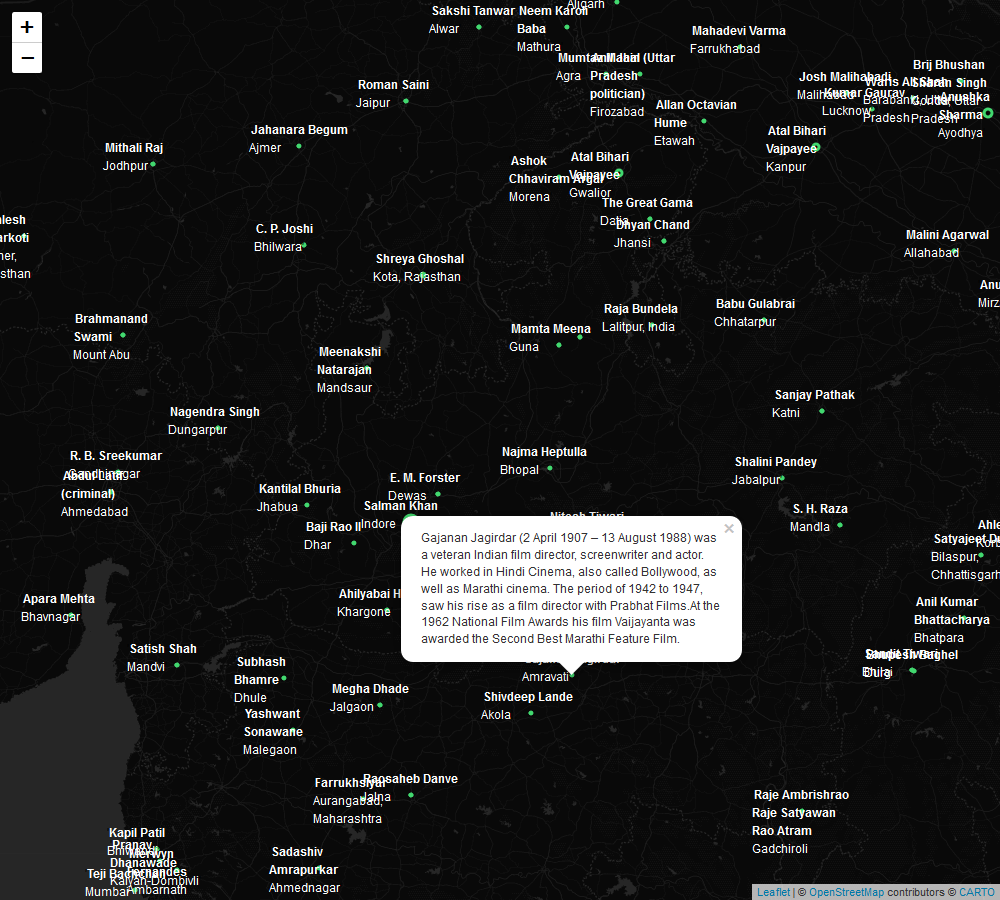 +
−
Sakshi Tanwar
Alwar
Neem Karoli
Baba
Mathura
Aligarh
Mahadevi Varma
Farrukhabad
Mumtaz Mahal
Agra
Pradesh
politician)
Firozabad
(Uttar
Roman Saini
Jaipur
Josh Malihabadi
Malihabad
Kumar Gaurav
Lucknow
Brij Bhushan
Sharan Singh
Gonda, Uttar
Pradesh
Pradesh
Anushka
Sharma
Ayodhya
Allan Octavian
Hume
Etawah
Jahanara Begum
Ajmer
Mithali Raj
Jodhpur
Atal Bihari
Vajpayee
Kanpur
Ashok
Chhaviram Argal
Morena
Atal Bihari
Vajpayee
Gwalior
The Great Gama
Datia
Dhyan Chand
Jhansi
C. P. Joshi
Bhilwara
Malini Agarwal
Allahabad
Shreya Ghoshal
Kota, Rajasthan
Raja Bundela
Lalitpur, India
Babu Gulabrai
Chhatarpur
Brahmanand
Swami
Mount Abu
Mamta Meena
Guna
Meenakshi
Natarajan
Mandsaur
Sanjay Pathak
Katni
Nagendra Singh
Dungarpur
R. B. Sreekumar
Gandhinagar
Abdul Latif
(criminal)
Ahmedabad
Najma Heptulla
Bhopal
Shalini Pandey
Jabalpur
E. M. Forster
Dewas
Kantilal Bhuria
Jhabua
Salman Khan
Indore
S. H. Raza
Mandla
Baji Rao II
Dhar
Nitesh Tiwari
Gajanan Jagirdar (2 April 1907 – 13 August 1988) was
a veteran Indian film director, screenwriter and actor.
He worked in Hindi Cinema, also called Bollywood, as
well as Marathi cinema. The period of 1942 to 1947,
saw his rise as a film director with Prabhat Films.At the
1962 National Film Awards his film Vaijayanta was
awarded the Second Best Marathi Feature Film.
×
Bilaspur,
Chhattisgarh
Apara Mehta
Bhavnagar
Ahilyabai
Khargone
Anil Kumar
Bhattacharya
Bhatpara
Satish Shah
Mandvi
Bhupesh Baghel
Durg
Subhash
Bhamre
Dhule
Amravati
Megha Dhade
Jalgaon
Shivdeep Lande
Akola
Yashwant
Sonawane
Malegaon
Farrukhsiyar
Aurangabad,
Maharashtra
Raosaheb Danve
Jalna
Raje Ambrishrao
Raje Satyawan
Rao Atram
Gadchiroli
Kapil Patil
Bhiwandi
Pranav
Dhanawade
Kalyan-Dombivli
Merwyn
Fernandes
Ambarnath
Teji Bachchan
Mumbai
Sadashiv
Amrapurkar
Ahmednagar
Leaflet | © OpenStreetMap contributors © CARTO